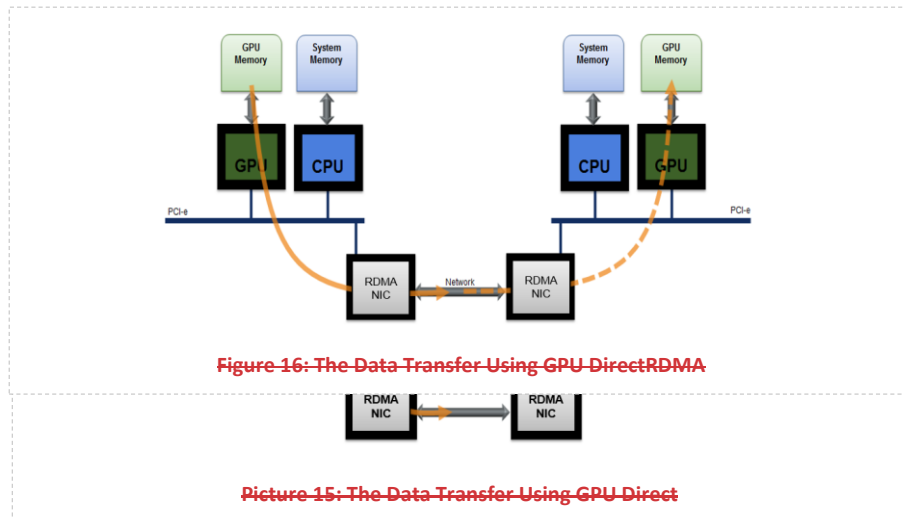 GPU
Memory
System
Memory
System
Memory
GPU
Memory
GPU
CPU
CPU
GPU
PCI-e
PCI-e
RDMA
NIC
Network
RDMA
NIC
Figure 16: The Data Transfer Using GPU DirectRDMA
RDMA
NIC
RDMA
NIC
Picture 15: The Data Transfer Using GPU Direct